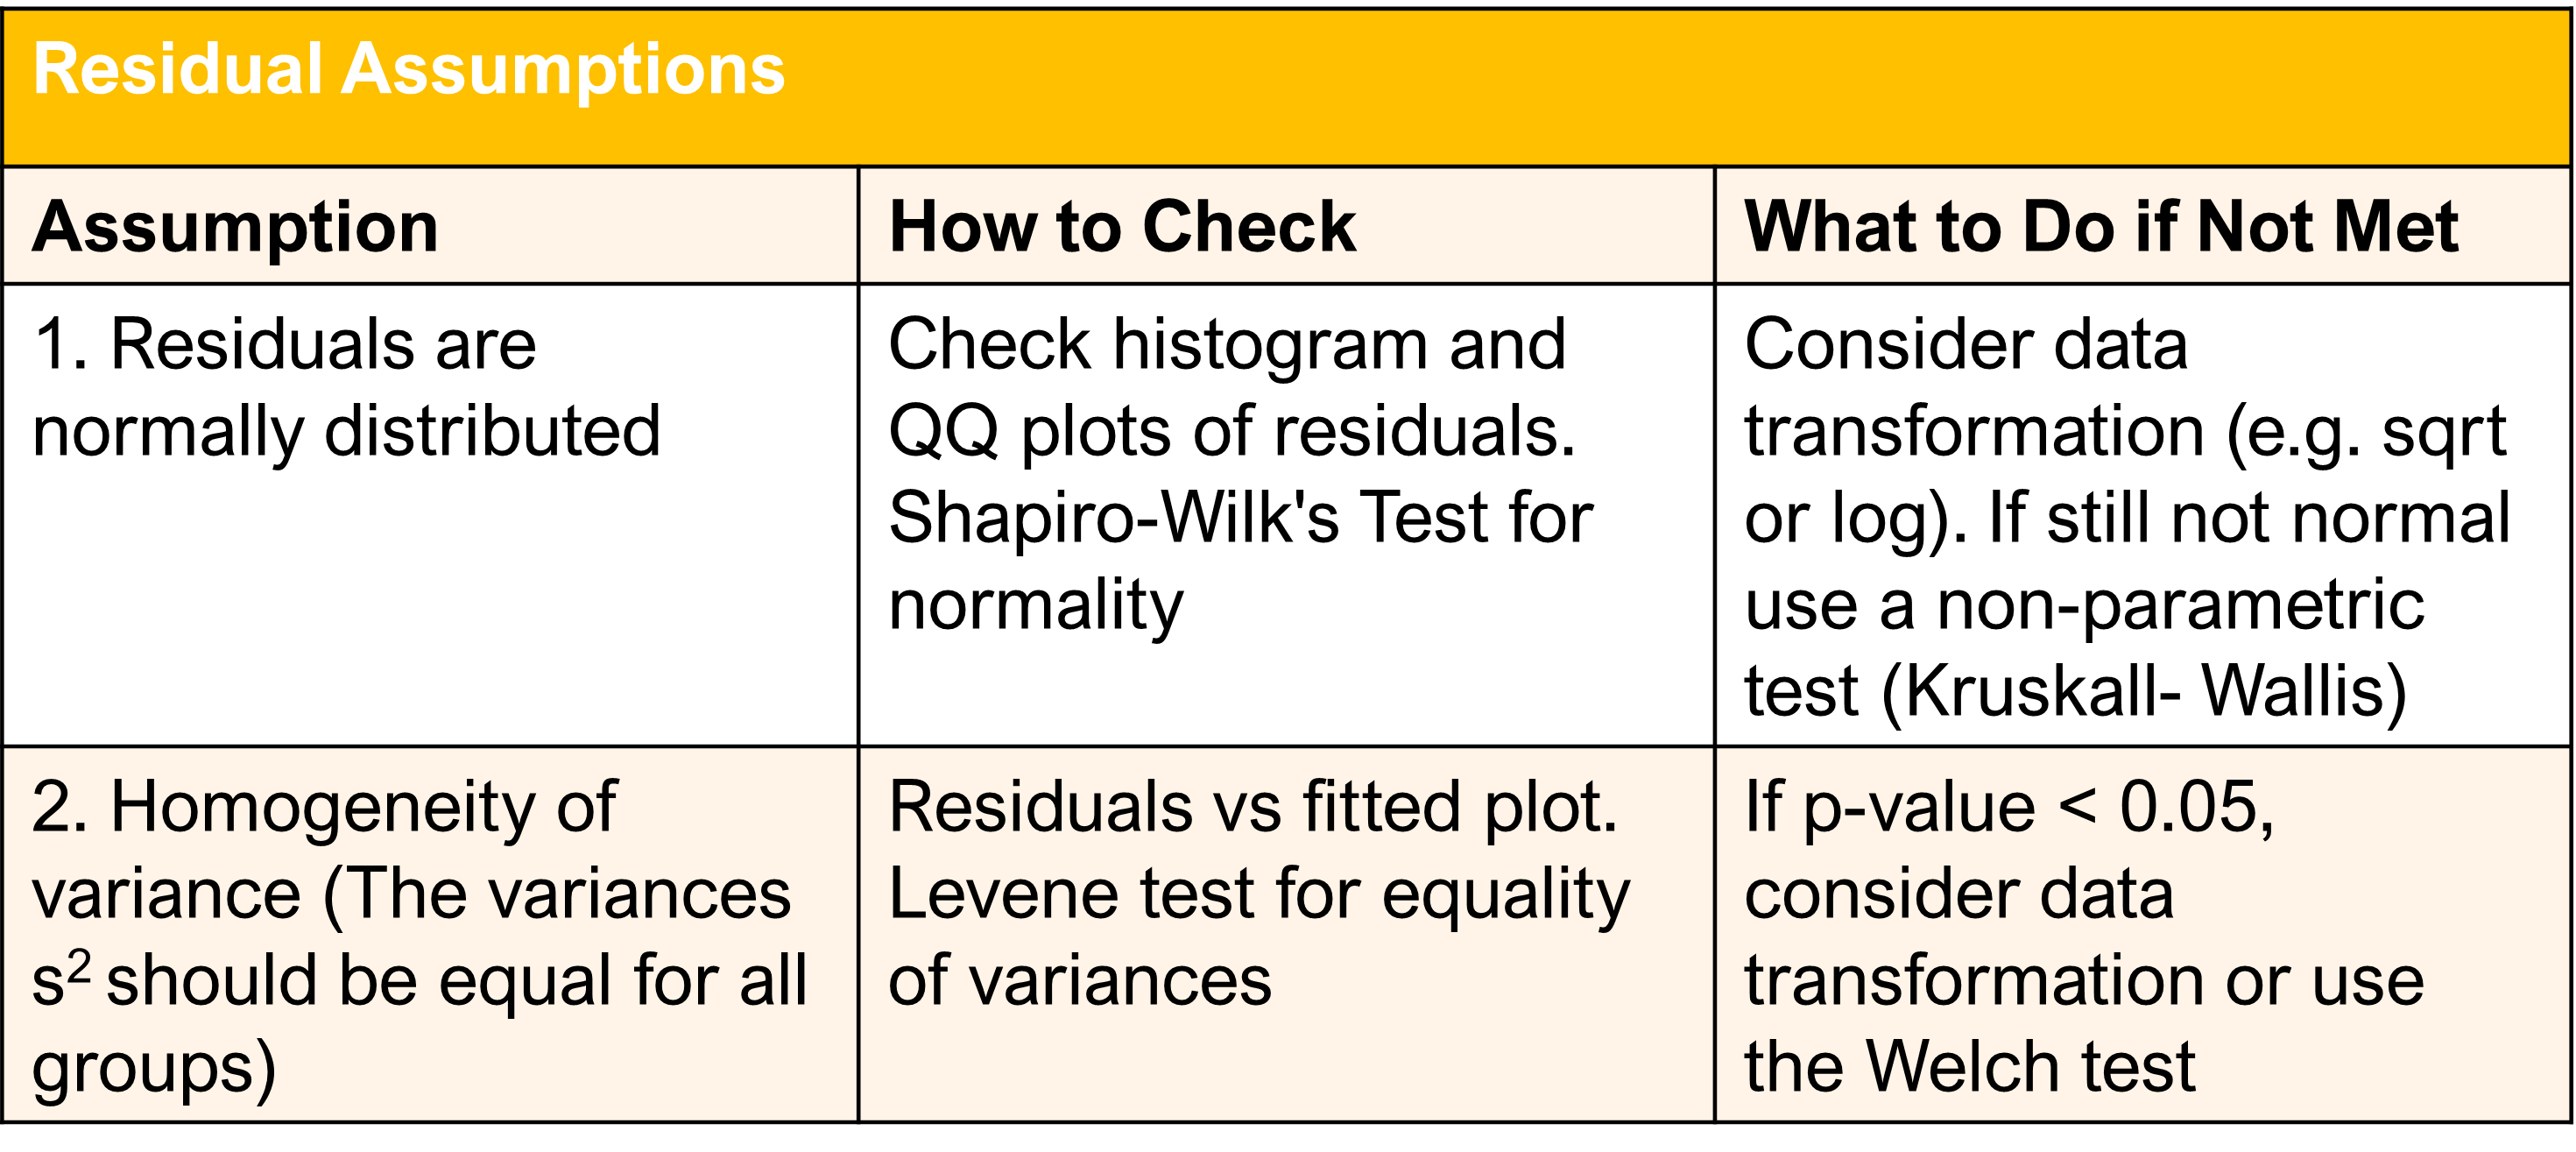 Residual Assumptions
Assumption
How to Check
What to Do if Not Met
1. Residuals are
normally distributed
Check histogram and
QQ plots of residuals.
Shapiro-Wilk's Test for
normality
Consider data
transformation (e.g. sqrt
or log). If still not normal
use a non-parametric
test (Kruskall- Wallis)
2. Homogeneity of
variance (The variances
s² should be equal for all
groups)
Residuals vs fitted plot.
Levene test for equality
of variances
If p-value < 0.05,
consider data
transformation or use
the Welch test